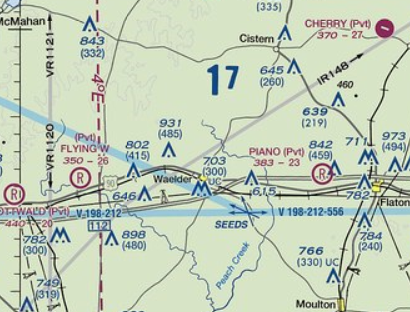 McMahan
VR1121
843
(332)
4°E
(335)
CHERRY (Pvt)
370 - 27
Cistern
17
645
(260)
IR148
460
639
(219)
VR1120
(Pvt)
FLYING W
350 - 26
931
(485)
802
(415)
PIANO (Pvt)
383 - 23
842
(459)
711
973
(494)
703
(300)
UC
90
Waelder
646
615
782
Flaton
OTTWALD (Pvt)
440 - 20
V 198-212
V 198-212-556
112
782
(300)
898
(480)
SEEDS
784
(240)
Peach Creek
766
(330) UC
749
(319)
Moulton